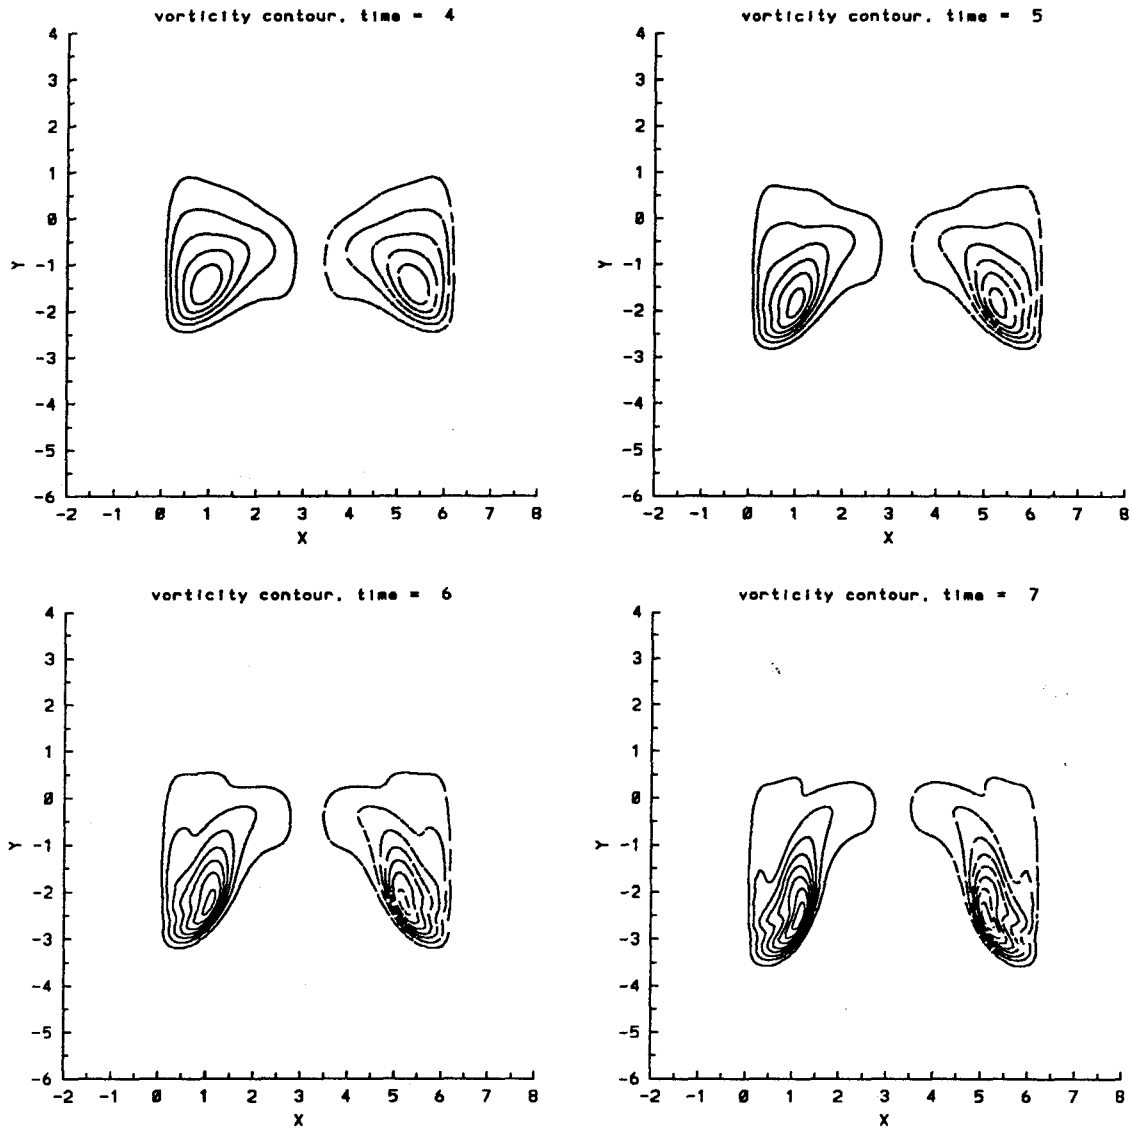 vorticity contour, time = 4
4
3
2
1
0
-1
-2
-3
-4
-5
-6
Y
-2 -1 0 1 2 3 4 5 6 7 8
X
vorticity contour, time = 5
4
3
2
1
0
-1
-2
-3
-4
-5
-6
Y
-2 -1 0 1 2 3 4 5 6 7 8
X
vorticity contour, time = 6
4
3
2
1
0
-1
-2
-3
-4
-5
-6
Y
-2 -1 0 1 2 3 4 5 6 7 8
X
vorticity contour, time = 7
4
3
2
1
0
-1
-2
-3
-4
-5
-6
Y
-2 -1 0 1 2 3 4 5 6 7 8
X